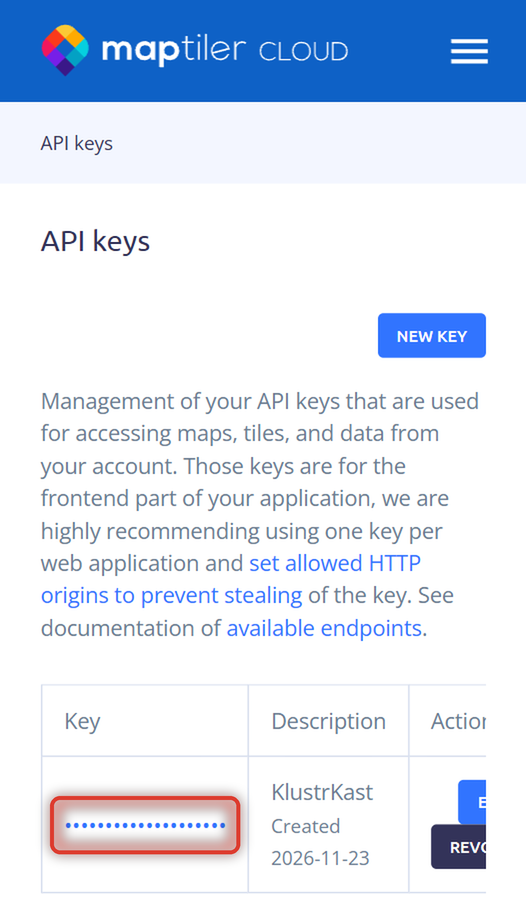 maptiler CLOUD
API keys
API keys
NEW KEY
Management of your API keys that are used
for accessing maps, tiles, and data from
your account. Those keys are for the
frontend part of your application, we are
highly recommending using one key per
web application and set allowed HTTP
origins to prevent stealing of the key. See
documentation of available endpoints.
Key Description
KlustrKast
Created
2026-11-23
••••••••••••••••••••